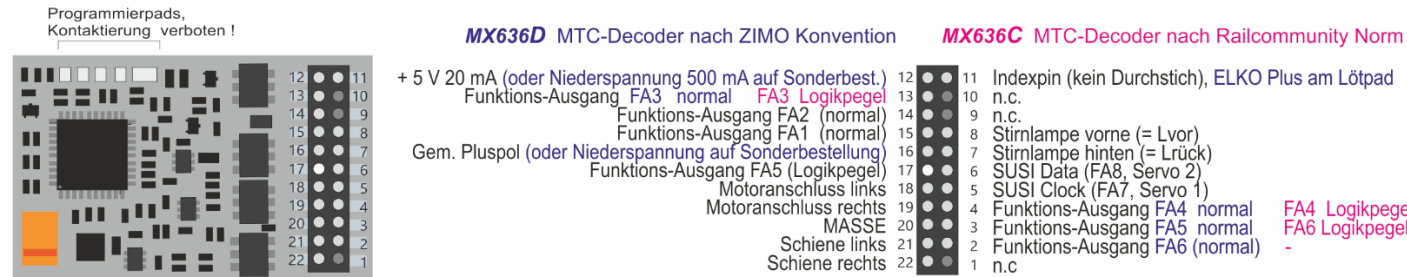 Programmierpads,
Kontaktierung verboten !
MX636D MTC-Decoder nach ZIMO Konvention
MX636C MTC-Decoder nach Railcommunity Norm
12 11
13 10
14 9
15 8
16 7
17 6
18 5
19 4
20 3
21 2
22 1
+ 5 V 20 mA (oder Niederspannung 500 mA auf Sonderbest.) 12 11 Indexpin (kein Durchstich), ELKO Plus am Lötpad
Funktions-Ausgang FA3 normal FA3 Logikpegel 13 10 n.c.
Funktions-Ausgang FA2 (normal) 14 9 n.c.
Funktions-Ausgang FA1 (normal) 15 8 Stirnlampe vorne (= Lvor)
Gem. Pluspol (oder Niederspannung auf Sonderbestellung) 16 7 Stirnlampe hinten (= Lrück)
Funktions-Ausgang FA5 (Logikpegel) 17 6 SUSI Data (FA8, Servo 2)
Motoranschluss links 18 5 SUSI Clock (FA7, Servo 1)
Motoranschluss rechts 19 4 Funktions-Ausgang FA4 normal FA4 Logikpege
MASSE 20 3 Funktions-Ausgang FA5 normal FA6 Logikpegel
Schiene links 21 2 Funktions-Ausgang FA6 (normal) -
Schiene rechts 22 1 n.c